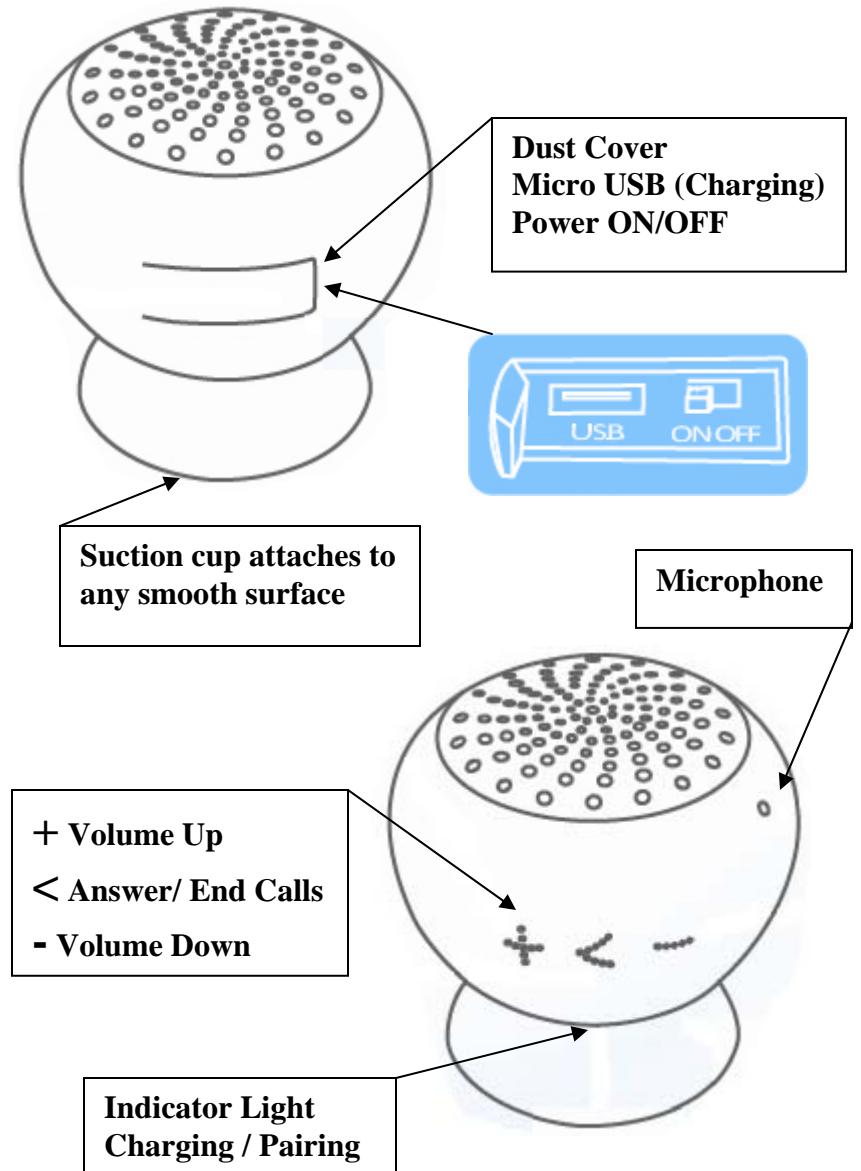 Dust Cover
Micro USB (Charging)
Power ON/OFF
USB ON OFF
Suction cup attaches to
any smooth surface
Microphone
+ Volume Up
< Answer/ End Calls
- Volume Down
+ < -
Indicator Light
Charging / Pairing